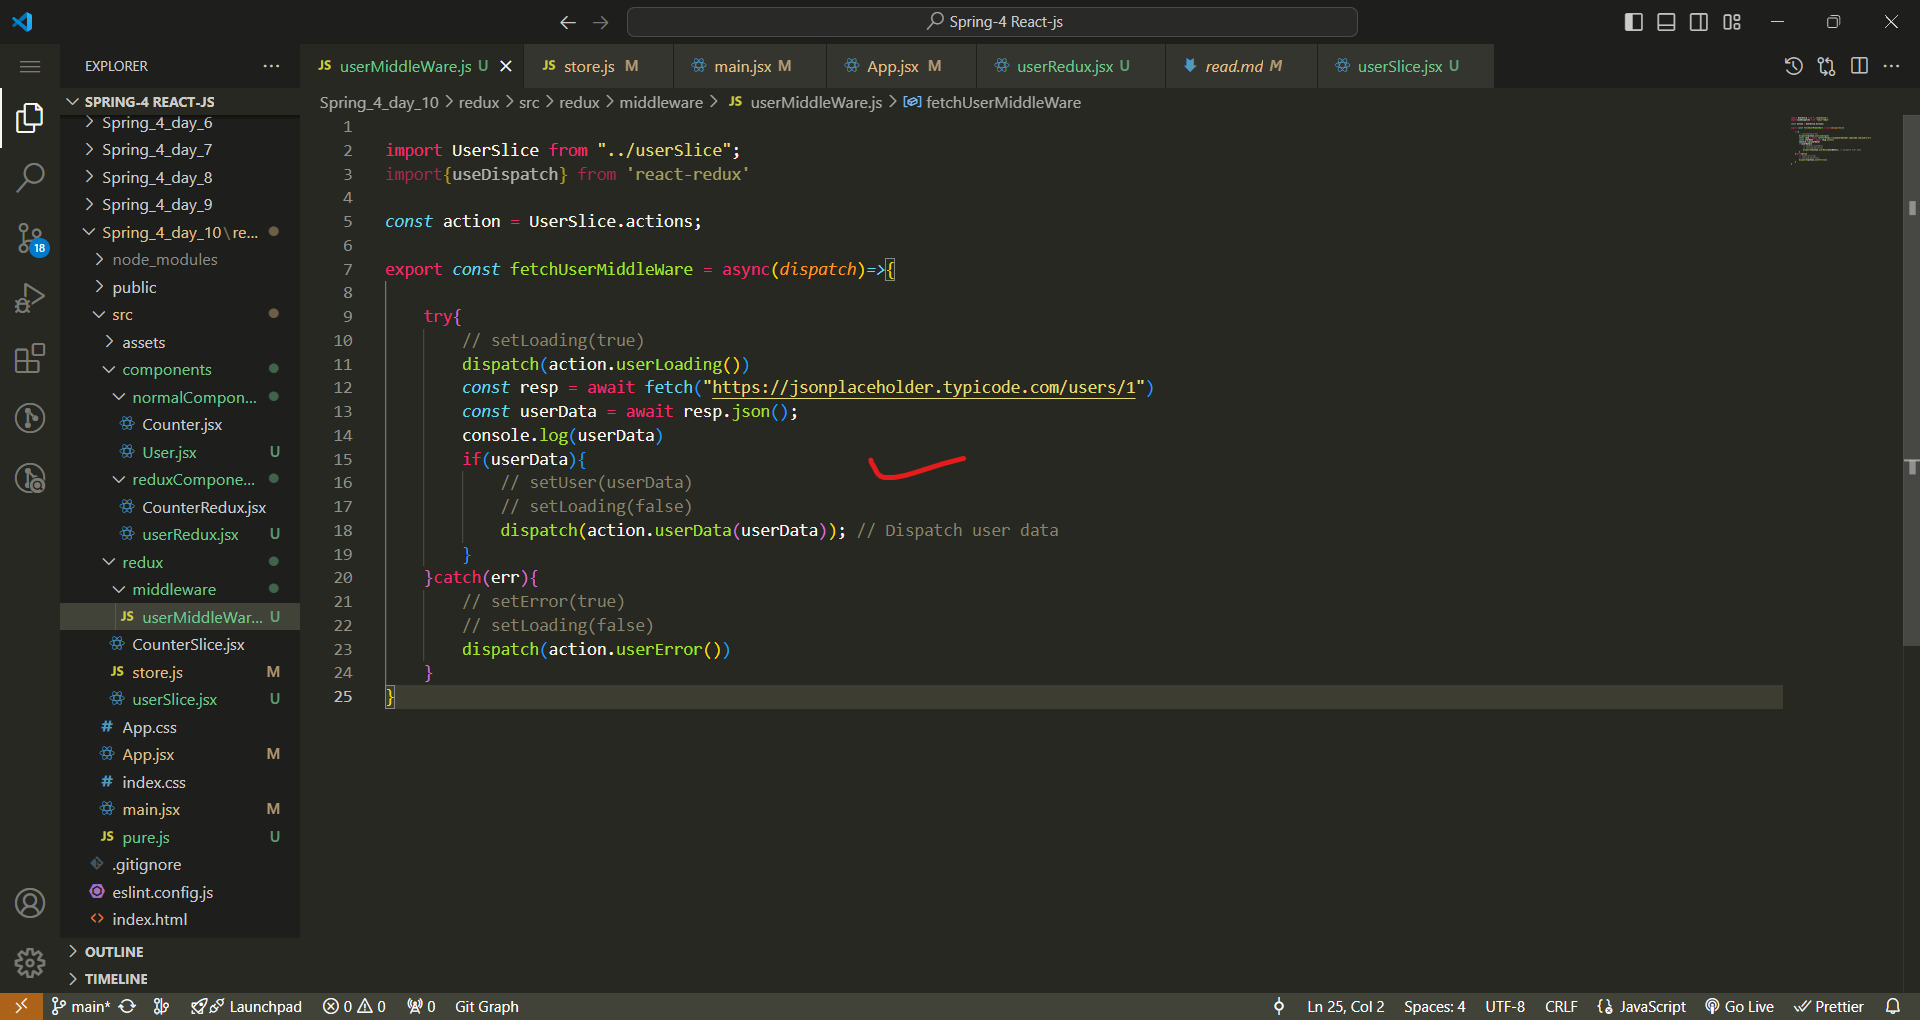 Spring-4 React-js
EXPLORER
JS userMiddleWare.js U
JS store.js M
main.jsx M
App.jsx M
userRedux.jsx U
read.md M
userSlice.jsx U
SPRING-4 REACT-JS
Spring_4_day_6
Spring_4_day_7
Spring_4_day_8
Spring_4_day_9
Spring_4_day_10\re...
node_modules
public
src
assets
components
normalCompon...
Counter.jsx
User.jsx U
reduxCompone...
CounterRedux.jsx
userRedux.jsx U
redux
middleware
JS userMiddleWar... U
CounterSlice.jsx
JS store.js M
userSlice.jsx U
# App.css
App.jsx M
# index.css
main.jsx M
JS pure.js U
.gitignore
eslint.config.js
<> index.html
OUTLINE
TIMELINE
18
Spring_4_day_10 > redux > src > redux > middleware > JS userMiddleWare.js > fetchUserMiddleWare
1
2 import UserSlice from "../userSlice";
3 import{useDispatch} from 'react-redux'
4
5 const action = UserSlice.actions;
6
7 export const fetchUserMiddleWare = async(dispatch)=>{
8
9 try{
10 // setLoading(true)
11 dispatch(action.userLoading())
12 const resp = await fetch("https://jsonplaceholder.typicode.com/users/1")
13 const userData = await resp.json();
14 console.log(userData)
15 if(userData){
16 // setUser(userData)
17 // setLoading(false)
18 dispatch(action.userData(userData)); // Dispatch user data
19 }
20 }catch(err){
21 // setError(true)
22 // setLoading(false)
23 dispatch(action.userError())
24 }
25 }
main* Launchpad 0 0 0 Git Graph
Ln 25, Col 2 Spaces: 4 UTF-8 CRLF {} JavaScript Go Live Prettier